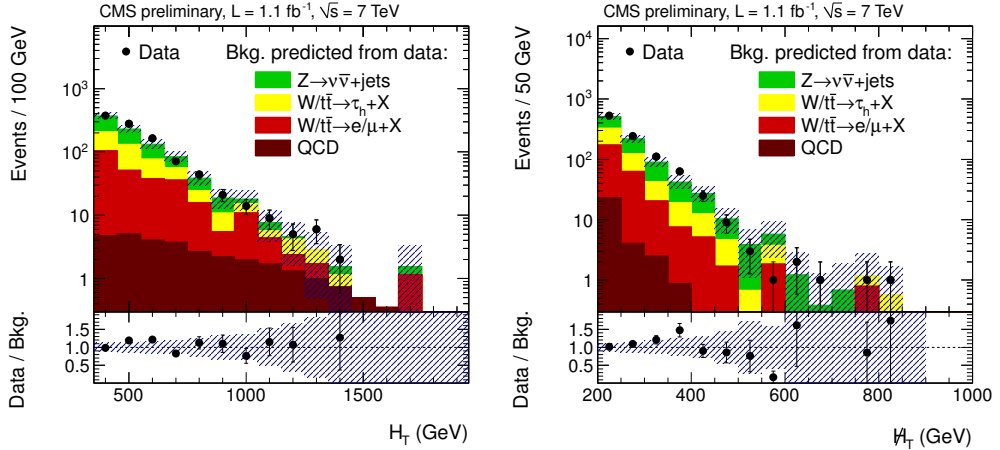 CMS preliminary, L = 1.1 fb⁻¹, √s = 7 TeV
Events / 100 GeV
Data
Bkg. predicted from data:
Z→νν̅+jets
W/tt̅→τₕ+X
W/tt̅→e/μ+X
QCD
10³
10²
10
1
Data / Bkg.
1.5
1.0
0.5
500
1000
1500
H_T (GeV)
CMS preliminary, L = 1.1 fb⁻¹, √s = 7 TeV
Events / 50 GeV
Data
Bkg. predicted from data:
Z→νν̅+jets
W/tt̅→τₕ+X
W/tt̅→e/μ+X
QCD
10⁴
10³
10²
10
1
Data / Bkg.
1.5
1.0
0.5
200
400
600
800
1000
H̸_T (GeV)